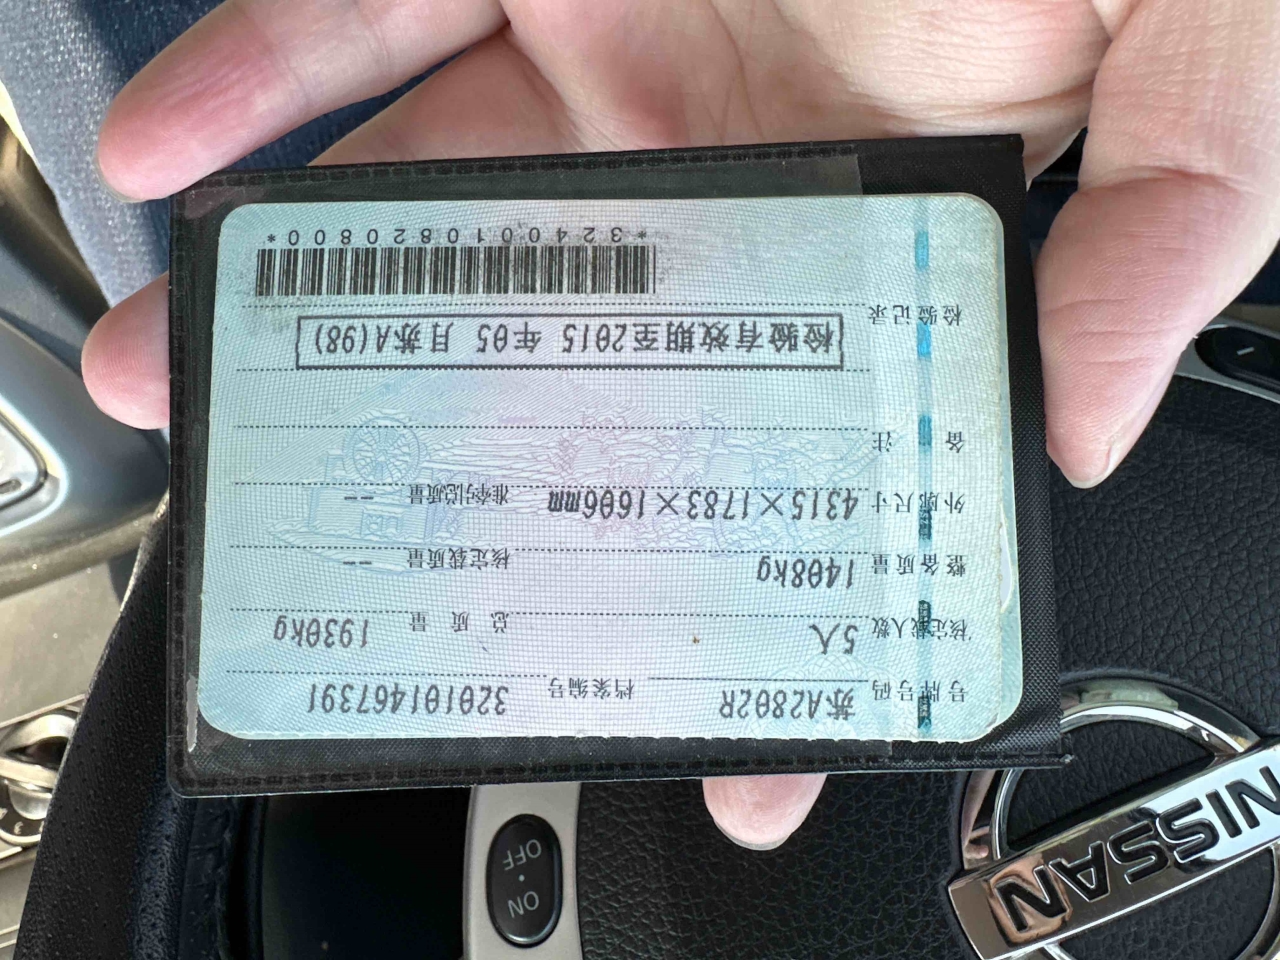 号牌号码 苏A2802R 档案编号 320101467391
核定载人数 5人 总质量 1930kg
整备质量 1408kg 核定载质量 --
外廓尺寸 4315×1783×1606mm 准牵引总质量 --
备注
检验有效期至2015 年05 月苏A(98)
检验记录
*3240010820800*
NISSAN
ON · OFF